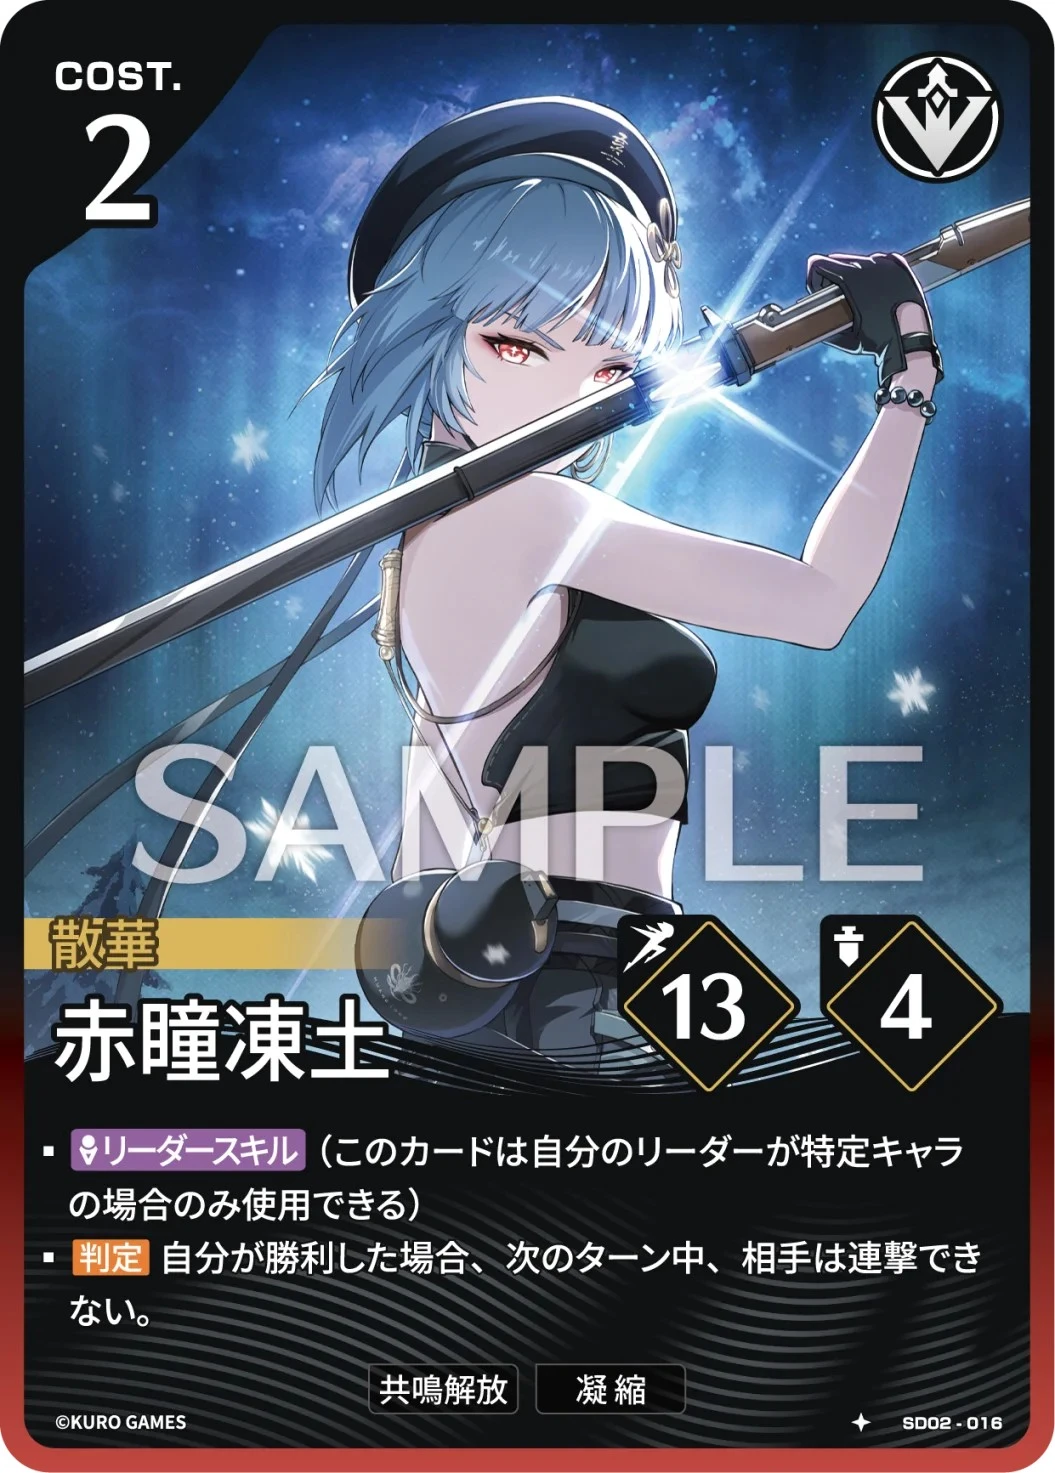 COST.
2
SAMPLE
散華
赤瞳凍土
13
4
▪ リーダースキル（このカードは自分のリーダーが特定キャラ
の場合のみ使用できる）
▪ 判定 自分が勝利した場合、次のターン中、相手は連撃でき
ない。
共鳴解放 凝縮
©KURO GAMES
SD02-016